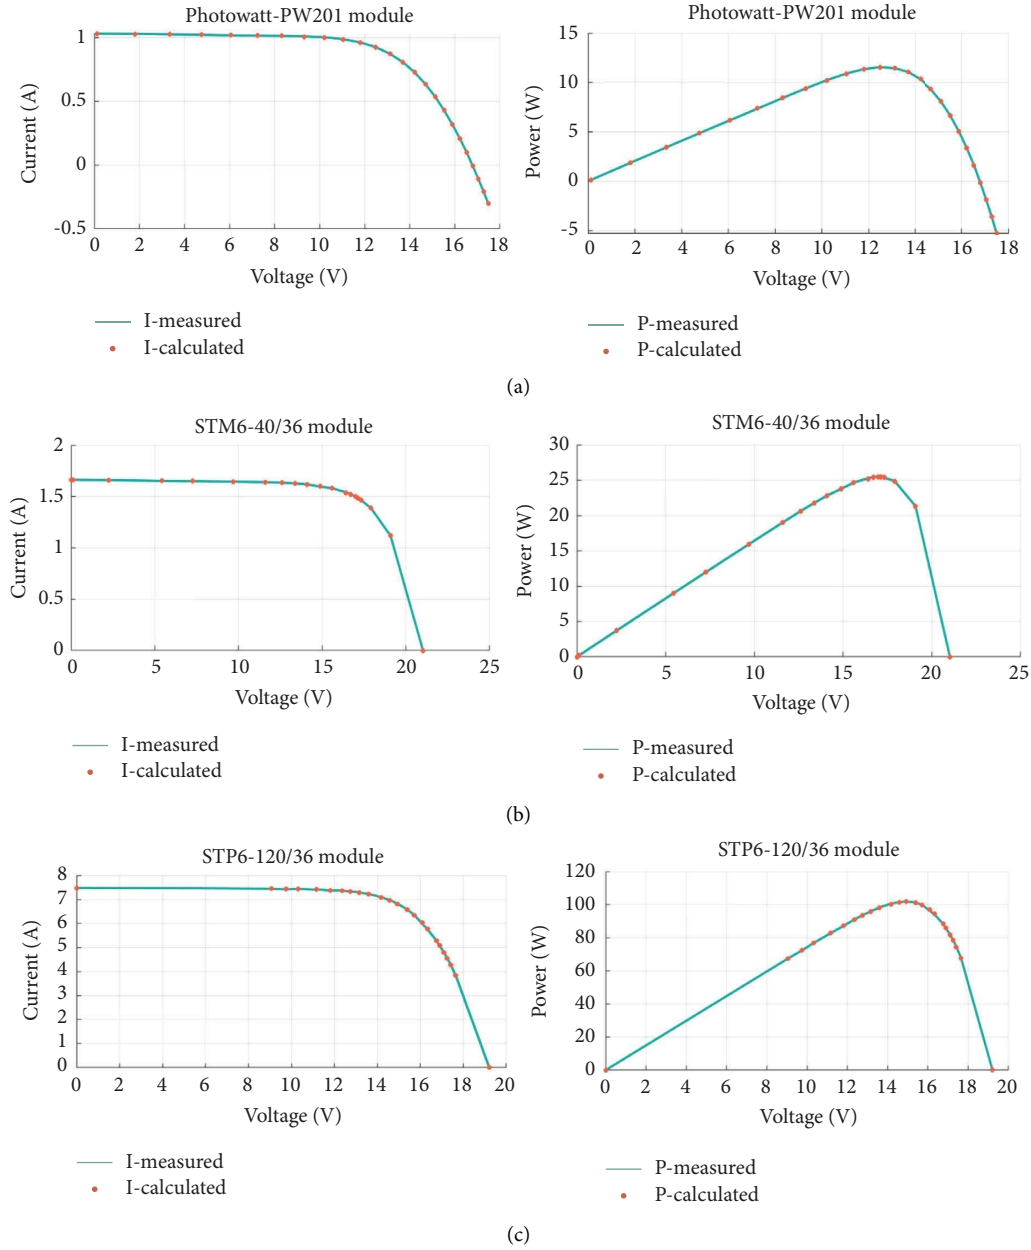 Photowatt-PW201 module
1
0.5
0
-0.5
Current (A)
0 2 4 6 8 10 12 14 16 18
Voltage (V)
I-measured
I-calculated
Photowatt-PW201 module
15
10
5
0
-5
Power (W)
0 2 4 6 8 10 12 14 16 18
Voltage (V)
P-measured
P-calculated
(a)
STM6-40/36 module
2
1.5
1
0.5
0
Current (A)
0 5 10 15 20 25
Voltage (V)
I-measured
I-calculated
STM6-40/36 module
30
25
20
15
10
5
0
Power (W)
0 5 10 15 20 25
Voltage (V)
P-measured
P-calculated
(b)
STP6-120/36 module
8
7
6
5
4
3
2
1
0
Current (A)
0 2 4 6 8 10 12 14 16 18 20
Voltage (V)
I-measured
I-calculated
STP6-120/36 module
120
100
80
60
40
20
0
Power (W)
0 2 4 6 8 10 12 14 16 18 20
Voltage (V)
P-measured
P-calculated
(c)